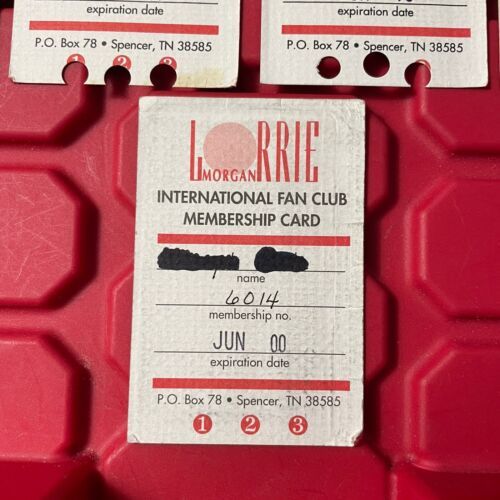 expiration date
P.O. Box 78 • Spencer, TN 38585
1 2 3
expiration date
P.O. Box 78 • Spencer, TN 38585
LORRIE
MORGAN
INTERNATIONAL FAN CLUB
MEMBERSHIP CARD
name
6014
membership no.
JUN 00
expiration date
P.O. Box 78 • Spencer, TN 38585
1 2 3